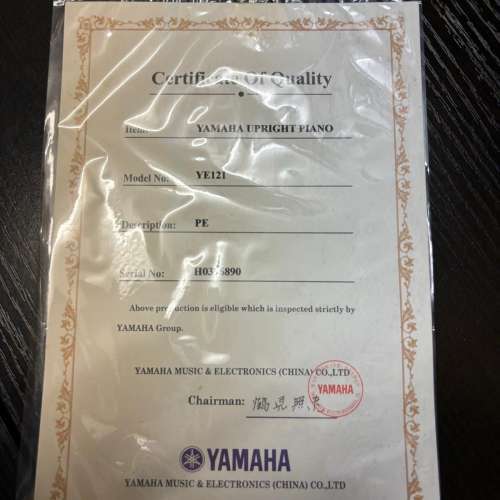 Certificate Of Quality
Item: YAMAHA UPRIGHT PIANO
Model No: YE121
Description: PE
Serial No:
Above production is eligible which is inspected strictly by
YAMAHA Group.
YAMAHA MUSIC & ELECTRONICS (CHINA) CO.,LTD
YAMAHA
Chairman:
YAMAHA
YAMAHA MUSIC & ELECTRONICS (CHINA) CO.,LTD